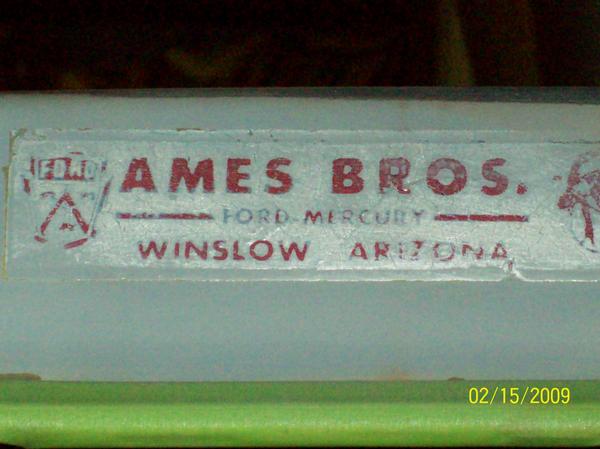 FORD
AMES BROS.
FORD-MERCURY
WINSLOW ARIZONA
02/15/2009